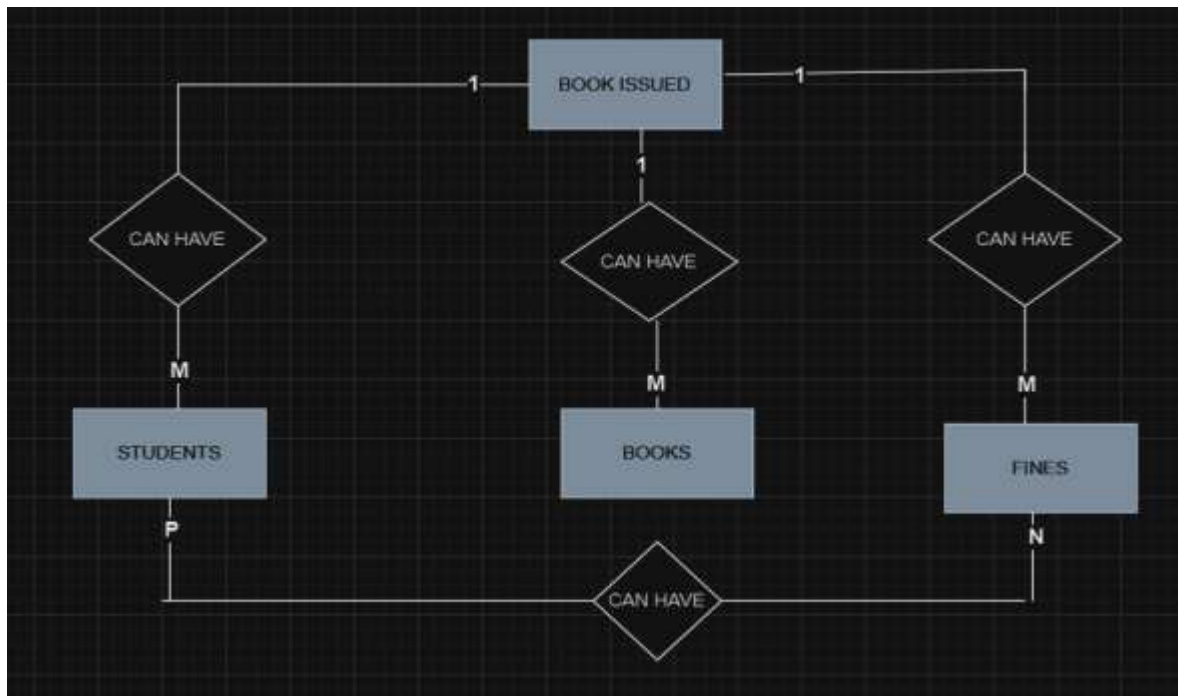 BOOK ISSUED
1
1
1
CAN HAVE
CAN HAVE
CAN HAVE
M
M
M
STUDENTS
BOOKS
FINES
P
N
CAN HAVE